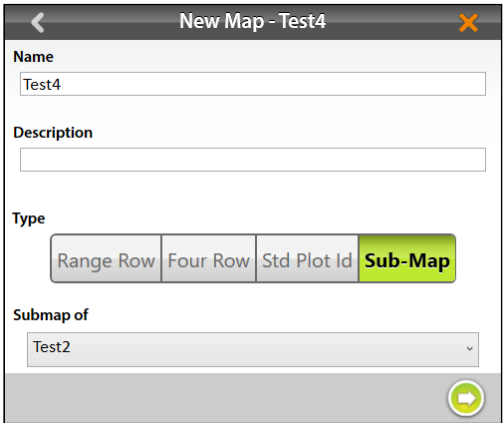 New Map - Test4
Name
Test4
Description
Type
Range Row Four Row Std Plot Id Sub-Map
Submap of
Test2